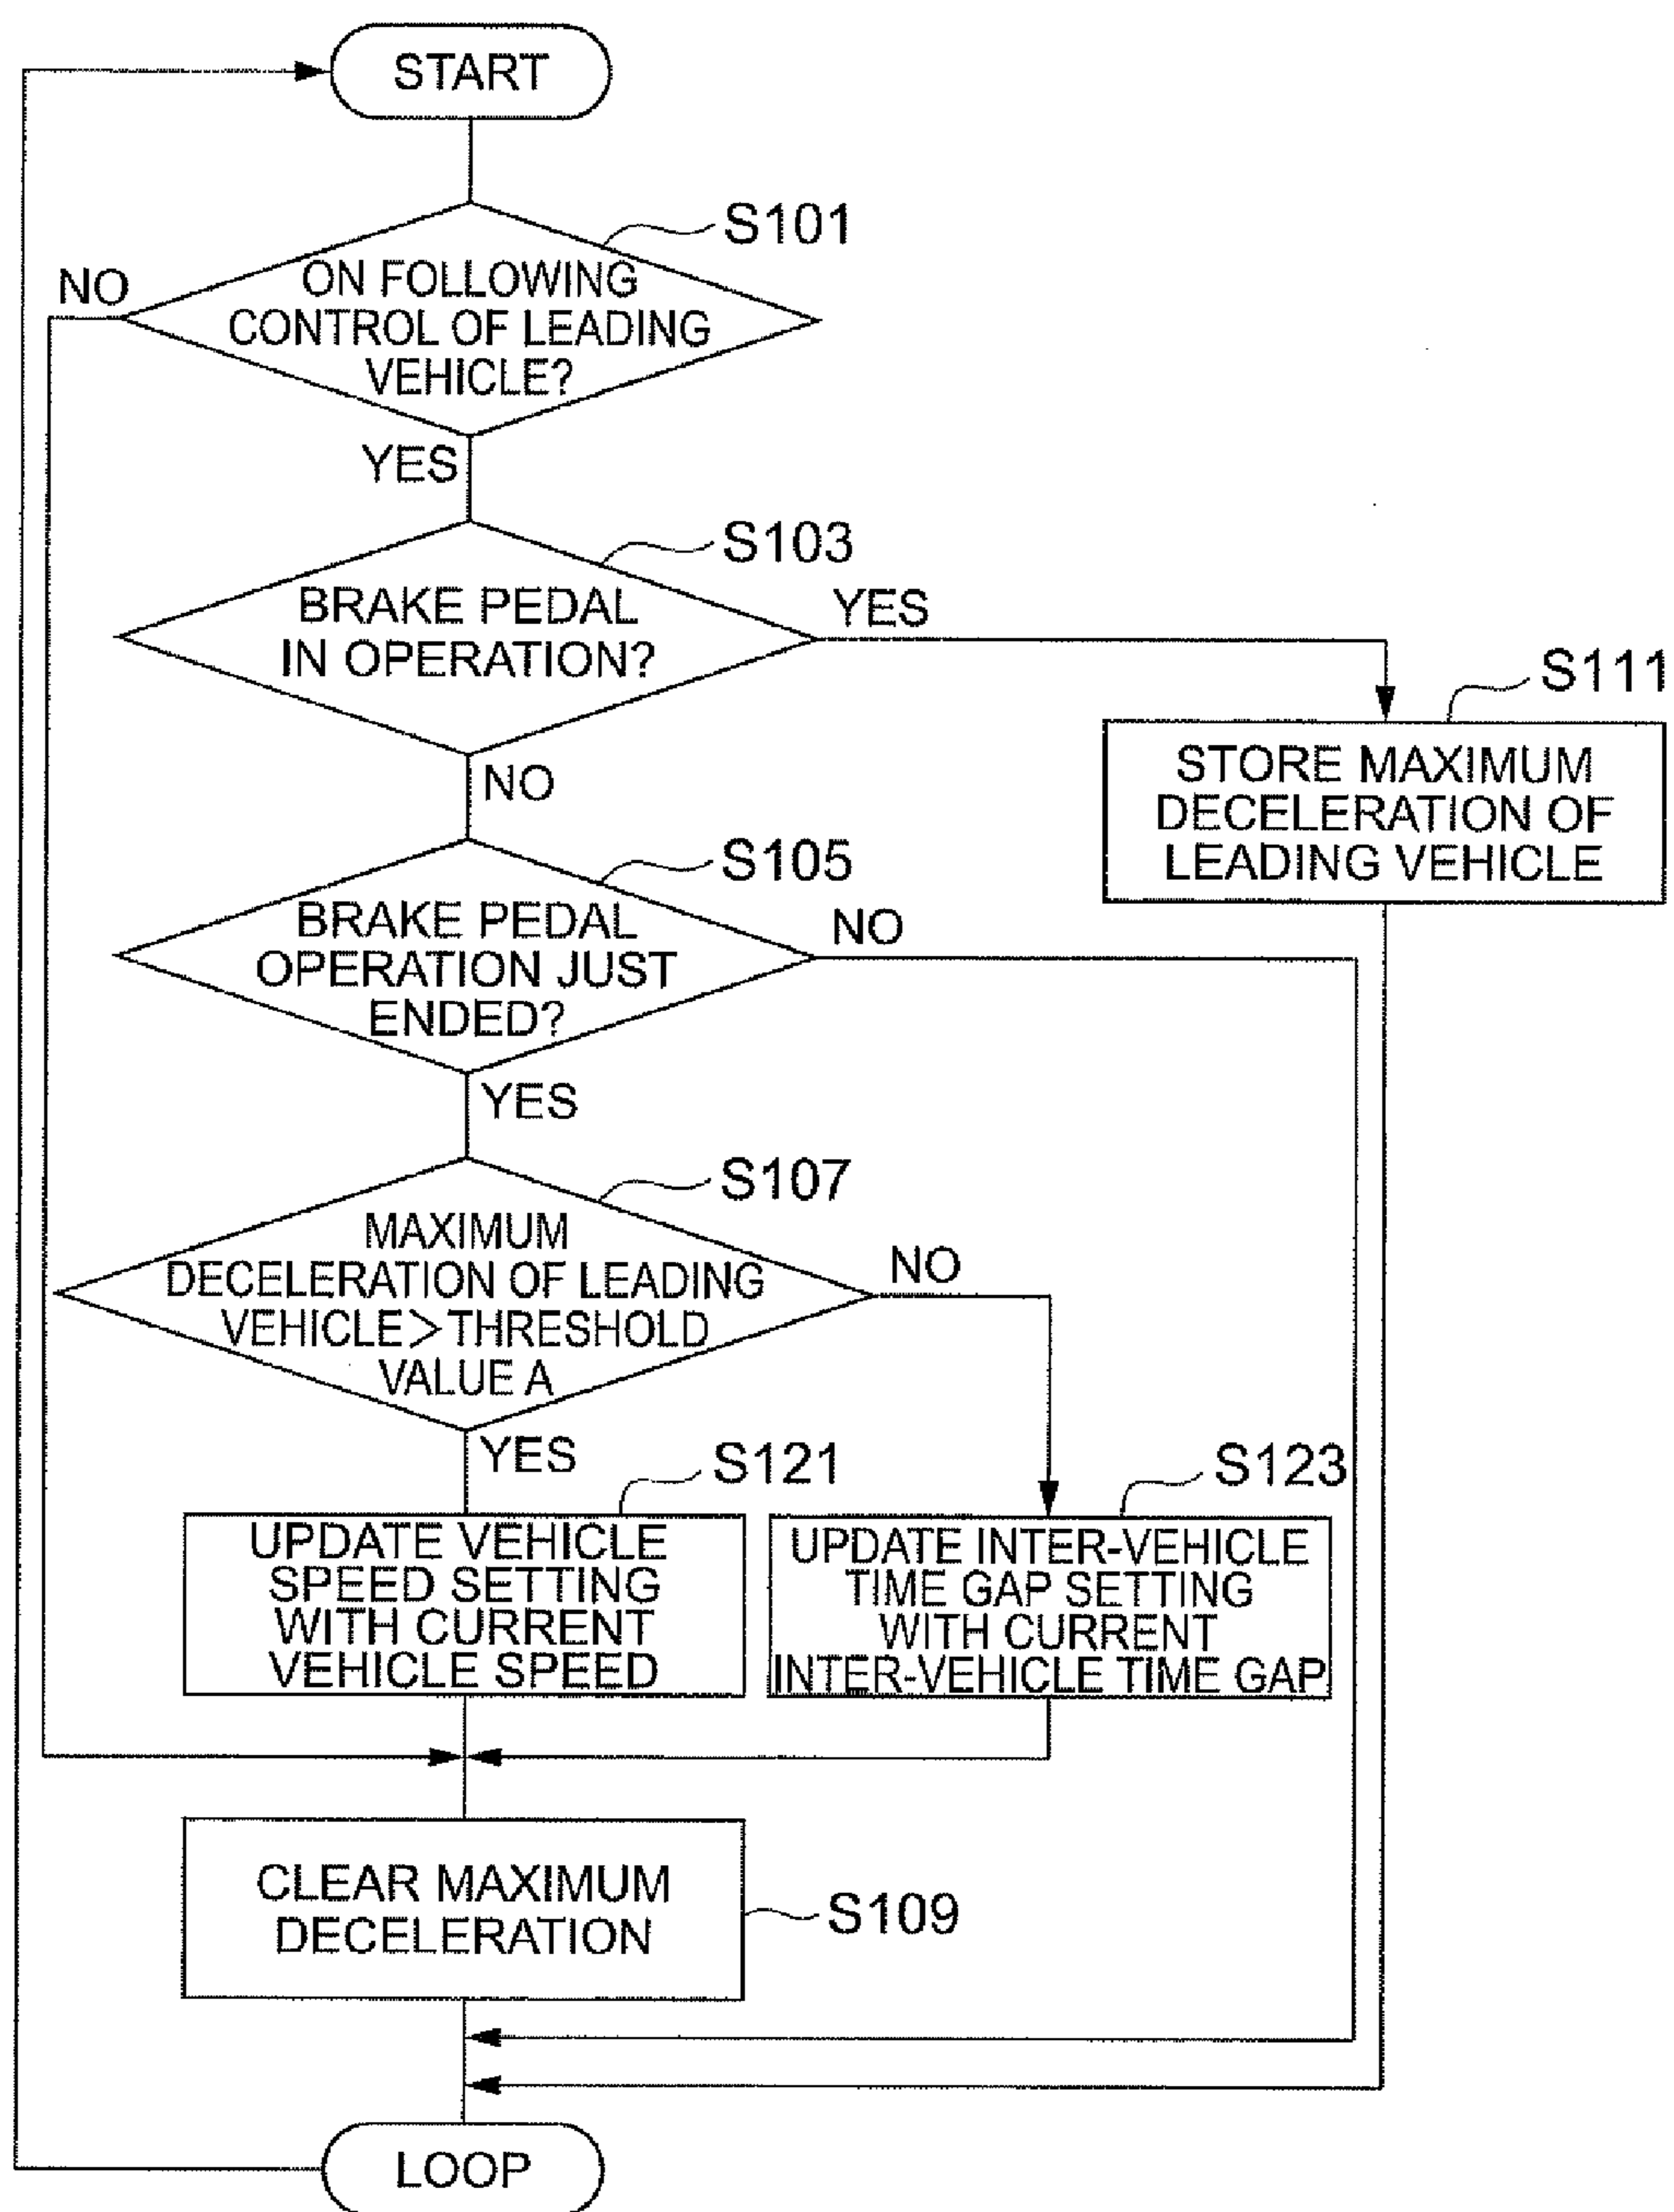 START
S101
NO
ON FOLLOWING
CONTROL OF LEADING
VEHICLE?
YES
S103
BRAKE PEDAL
IN OPERATION?
YES
S111
STORE MAXIMUM
DECELERATION OF
LEADING VEHICLE
NO
S105
BRAKE PEDAL
OPERATION JUST
ENDED?
NO
YES
S107
MAXIMUM
DECELERATION OF LEADING
VEHICLE>THRESHOLD
VALUE A
NO
YES
S121
UPDATE VEHICLE
SPEED SETTING
WITH CURRENT
VEHICLE SPEED
S123
UPDATE INTER-VEHICLE
TIME GAP SETTING
WITH CURRENT
INTER-VEHICLE TIME GAP
CLEAR MAXIMUM
DECELERATION
S109
LOOP